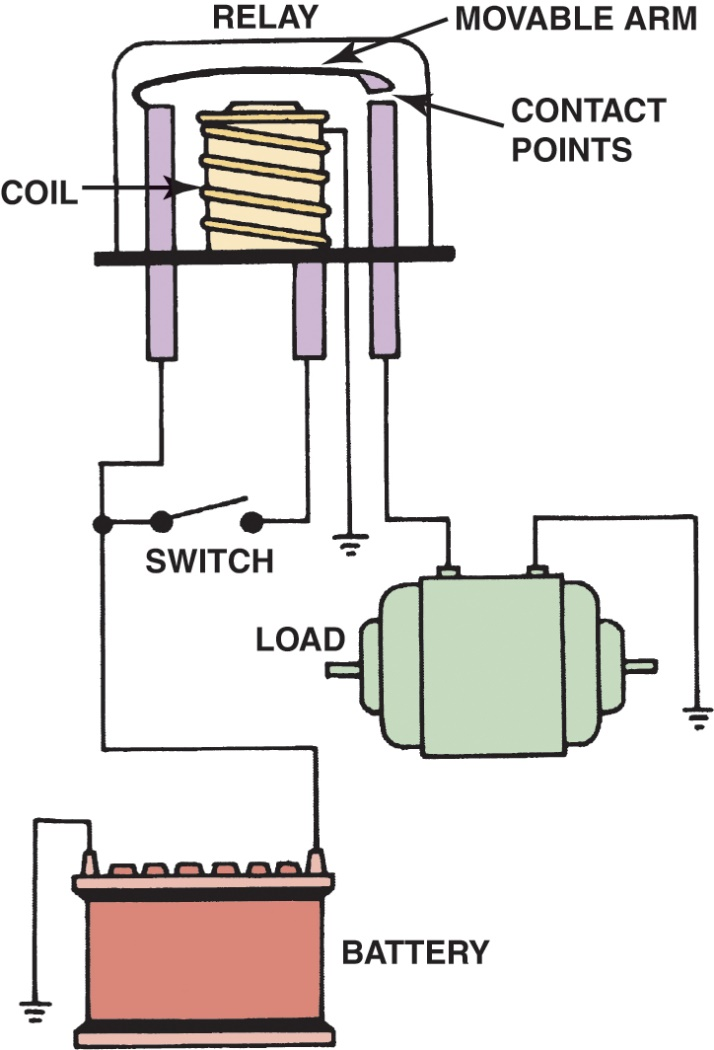 RELAY
MOVABLE ARM
CONTACT
POINTS
COIL
SWITCH
LOAD
BATTERY